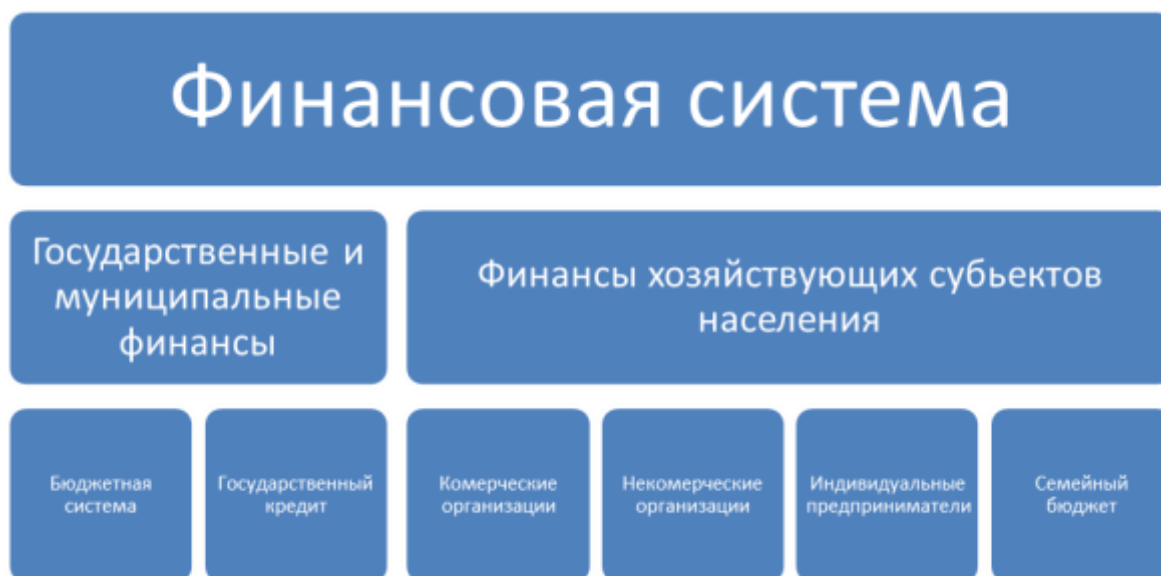 Финансовая система
Государственные и
муниципальные
финансы
Финансы хозяйствующих субьектов
населения
Бюджетная
система
Государственный
кредит
Комерческие
организации
Некомерческие
организации
Индивидуальные
предприниматели
Семейный
бюджет